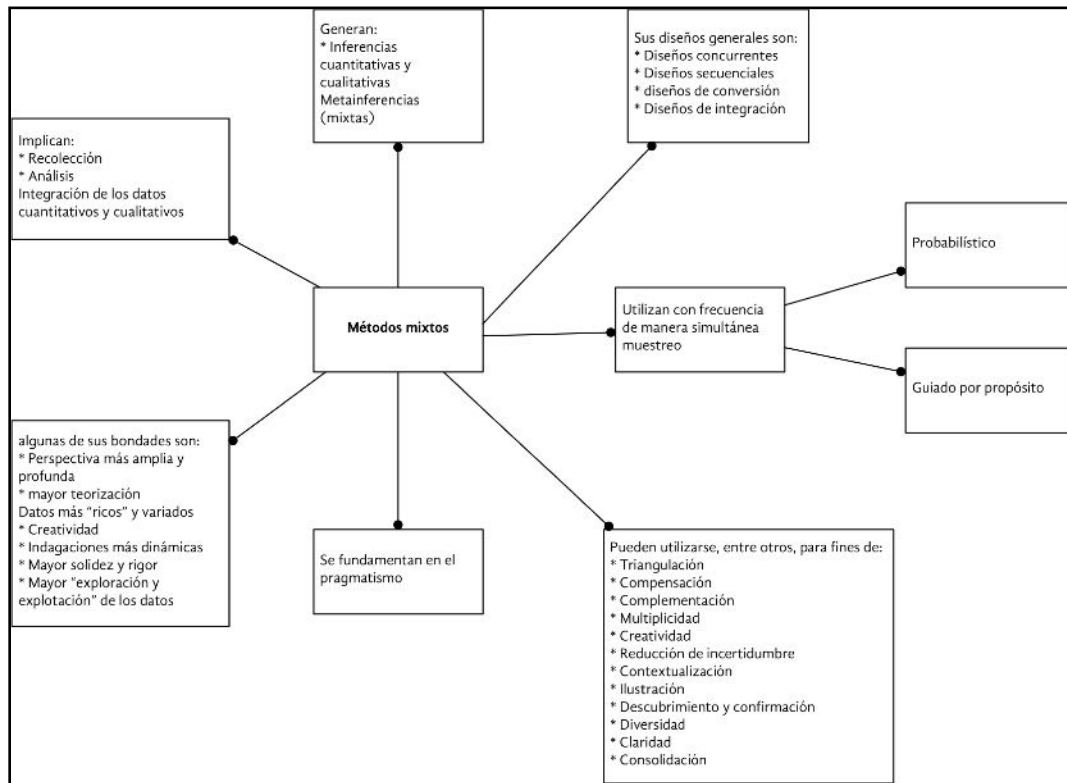 Generan:
* Inferencias
cuantitativas y
cualitativas
Metainferencias
(mixtas)
Sus diseños generales son:
* Diseños concurrentes
* Diseños secuenciales
* diseños de conversión
* Diseños de integración
Implican:
* Recolección
* Análisis
Integración de los datos
cuantitativos y cualitativos
Probabilístico
Métodos mixtos
Utilizan con frecuencia
de manera simultánea
muestreo
Guiado por propósito
algunas de sus bondades son:
* Perspectiva más amplia y
profunda
* mayor teorización
Datos más "ricos" y variados
* Creatividad
* Indagaciones más dinámicas
* Mayor solidez y rigor
* Mayor "exploración y
explotación" de los datos
Se fundamentan en el
pragmatismo
Pueden utilizarse, entre otros, para fines de:
* Triangulación
* Compensación
* Complementación
* Multiplicidad
* Creatividad
* Reducción de incertidumbre
* Contextualización
* Ilustración
* Descubrimiento y confirmación
* Diversidad
* Claridad
* Consolidación